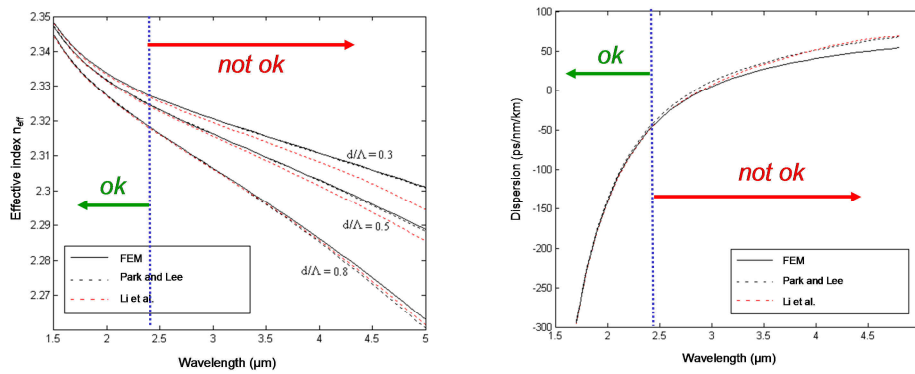 2.35
2.34
2.33
2.32
2.31
2.3
2.29
2.28
2.27
Effective index neff
not ok
ok
d/Λ = 0.3
d/Λ = 0.5
d/Λ = 0.8
FEM
Park and Lee
Li et al.
1.5
2
2.5
3
3.5
4
4.5
5
Wavelength (µm)
100
50
0
-50
-100
-150
-200
-250
-300
Dispersion (ps/nm/km)
ok
not ok
FEM
Park and Lee
Li et al.
1.5
2
2.5
3
3.5
4
4.5
5
Wavelength (µm)